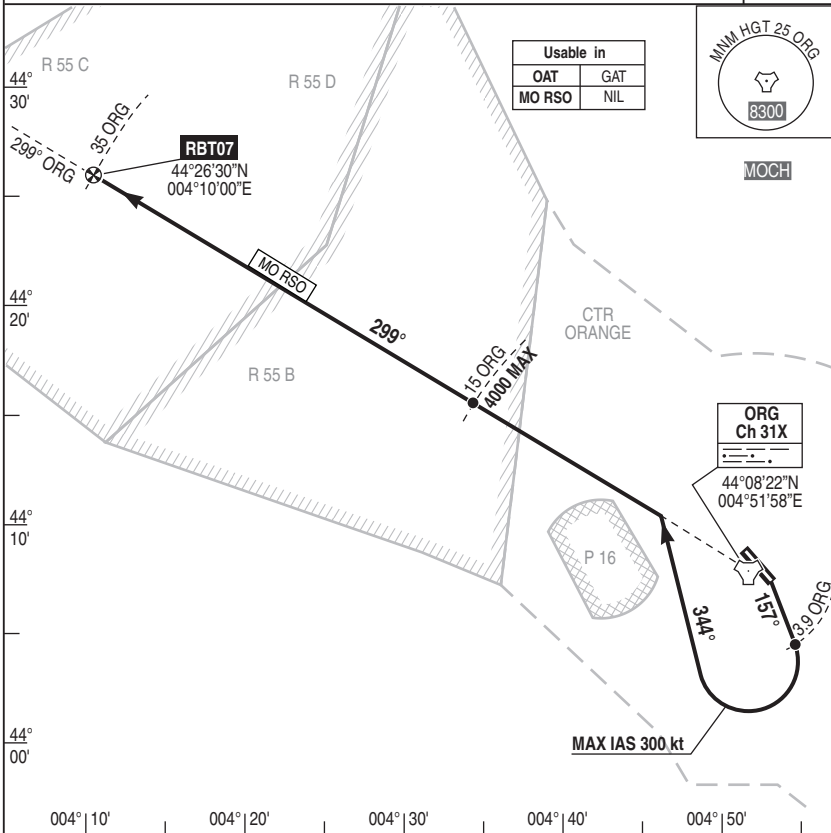 44°
30'
44°
20'
44°
10'
44°
00'
R 55 C
R 55 D
35 ORG
299° ORG
RBT07
44°26'30"N
004°10'00"E
Usable in
OAT GAT
MO RSO NIL
MNM HGT 25 ORG
8300
MOCH
MO RSO
299°
R 55 B
15 ORG
4000 MAX
CTR
ORANGE
ORG
Ch 31X
44°08'22"N
004°51'58"E
P 16
344°
157°
3.9 ORG
MAX IAS 300 kt
004°10' 004°20' 004°30' 004°40' 004°50'